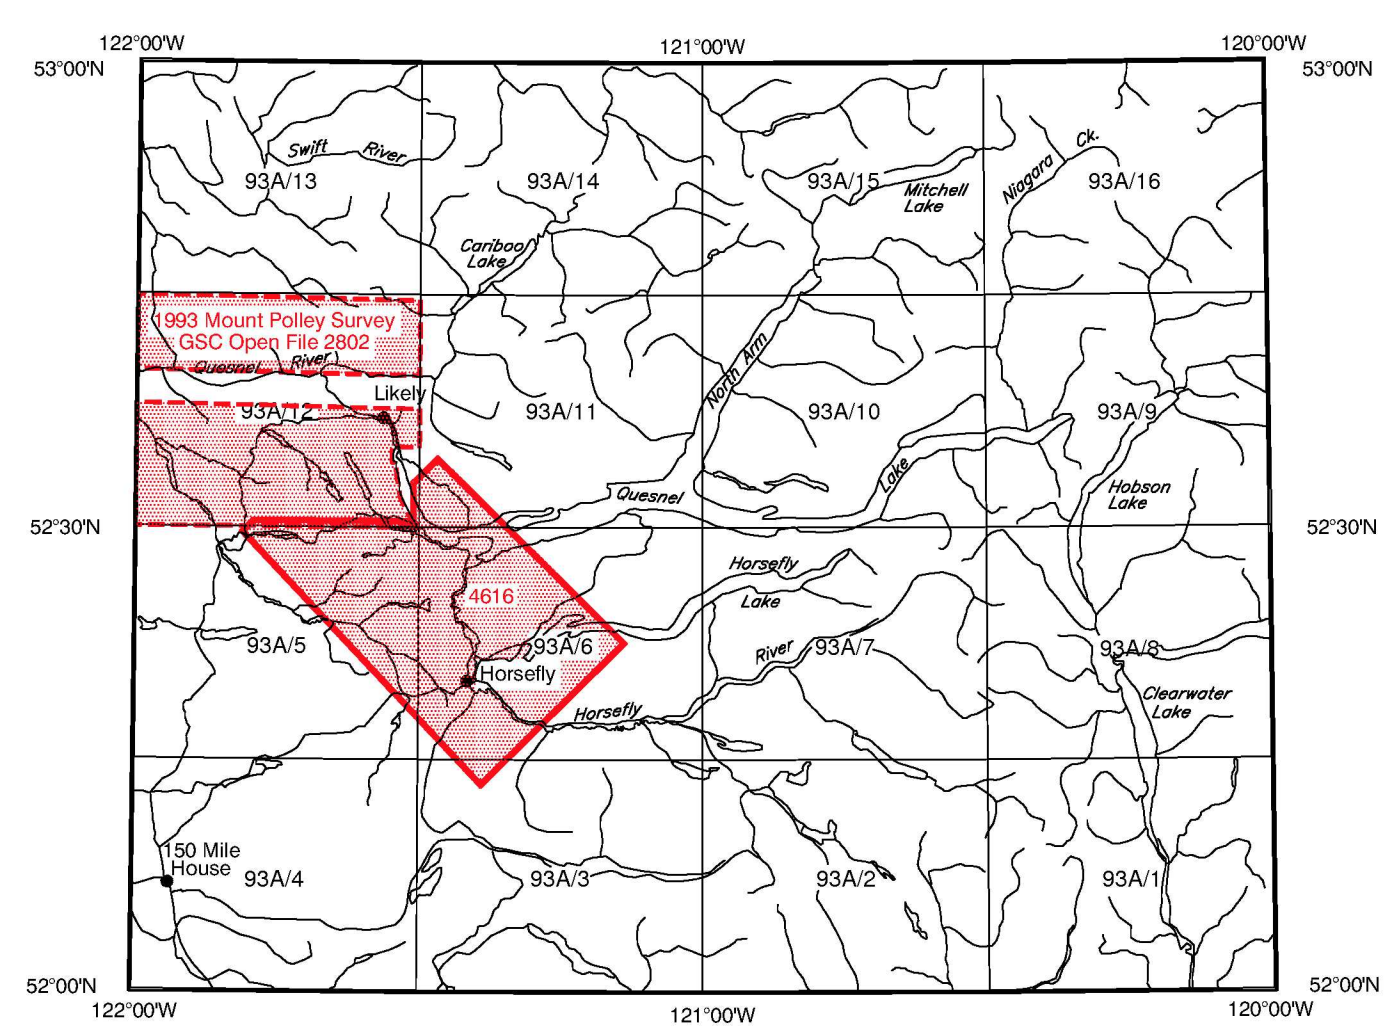 122°00'W
121°00'W
120°00'W
53°00'N
53°00'N
Swift River
Ck.
Niagara
93A/13
93A/14
93A/15
93A/16
Mitchell
Lake
Cariboo
Lake
1993 Mount Polley Survey
GSC Open File 2802
Quesnel River
North Arm
Likely
93A/12
93A/11
93A/10
93A/9
Lake
Quesnel
Hobson
Lake
52°30'N
52°30'N
Horsefly
Lake
4616
93A/5
93A/6
River
93A/7
93A/8
Horsefly
Clearwater
Lake
Horsefly
150 Mile
House
93A/4
93A/3
93A/2
93A/1
52°00'N
52°00'N
122°00'W
121°00'W
120°00'W